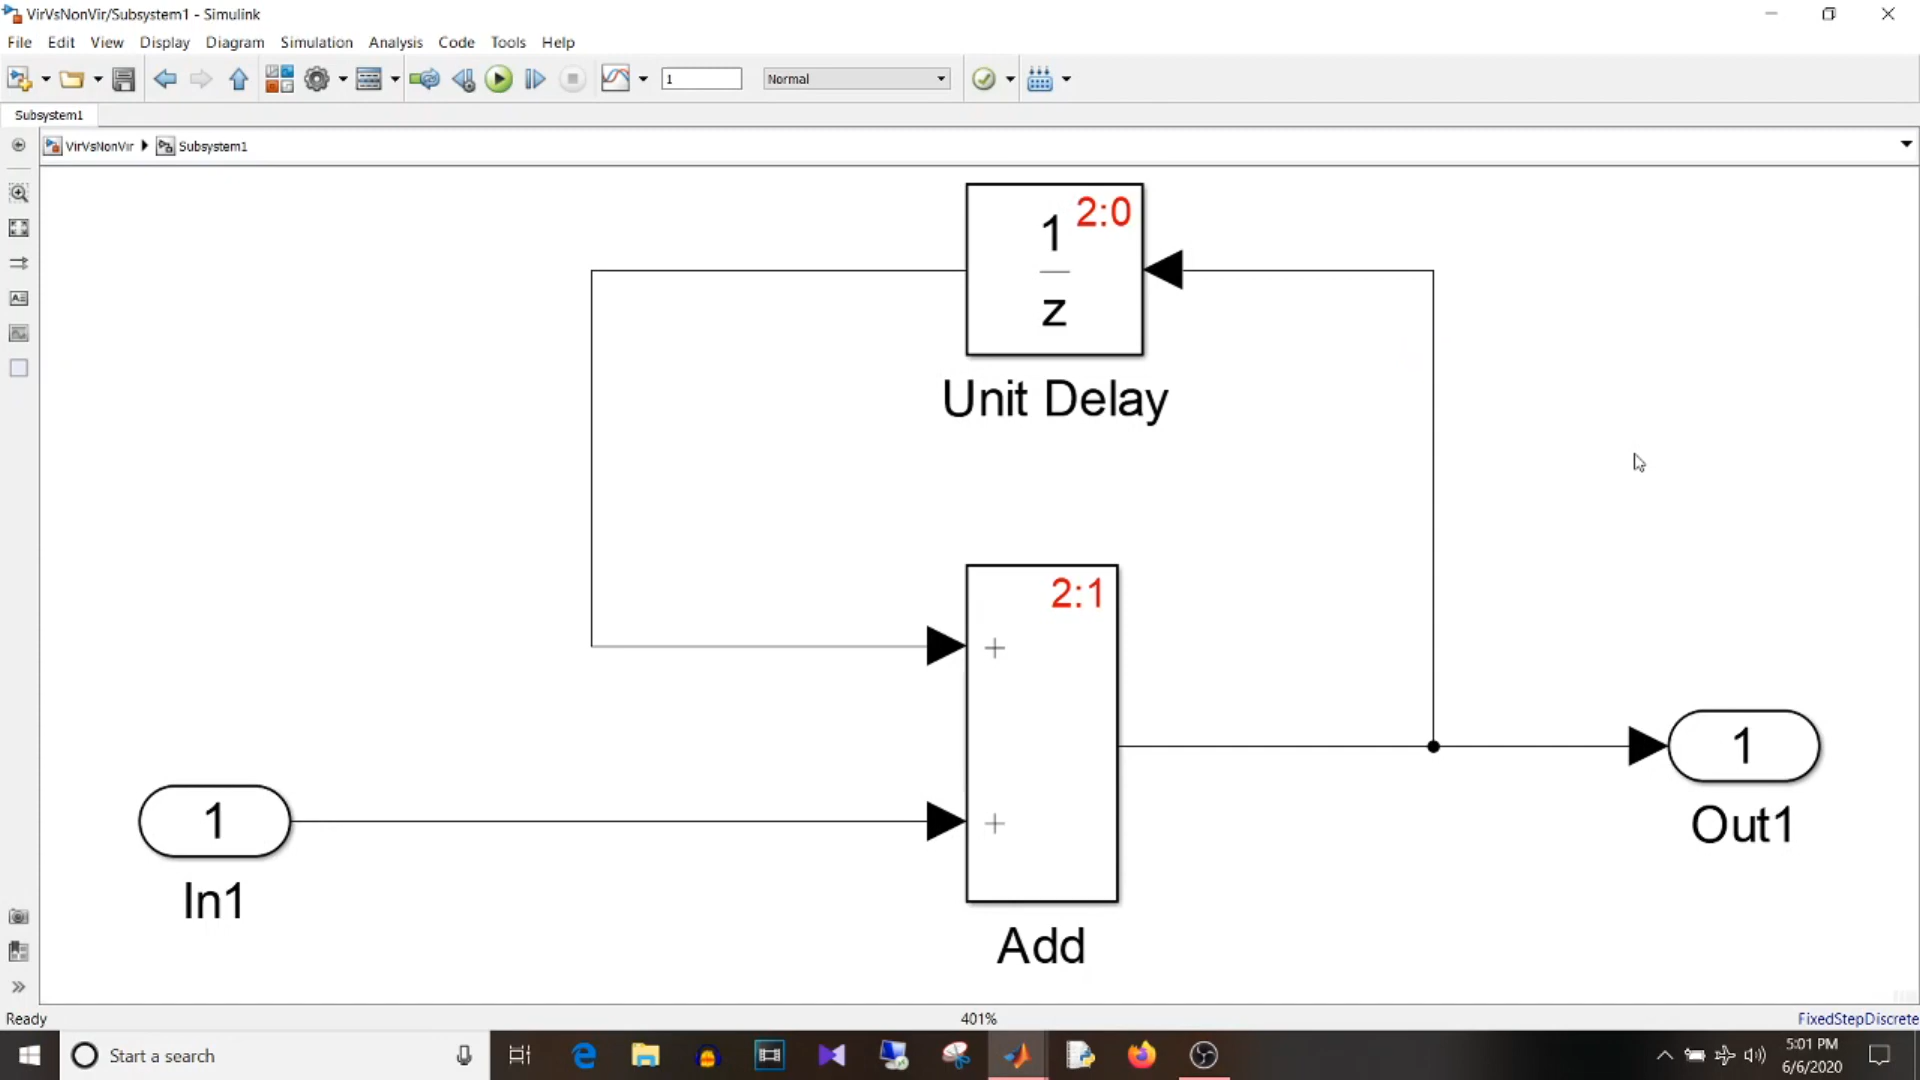 VirVsNonVir/Subsystem1 - Simulink
File Edit View Display Diagram Simulation Analysis Code Tools Help
1 Normal
Subsystem1
VirVsNonVir Subsystem1
2:0
1
z
Unit Delay
2:1
+
1
Out1
1
+
In1
Add
Ready 401% FixedStepDiscrete
Start a search
5:01 PM
6/6/2020